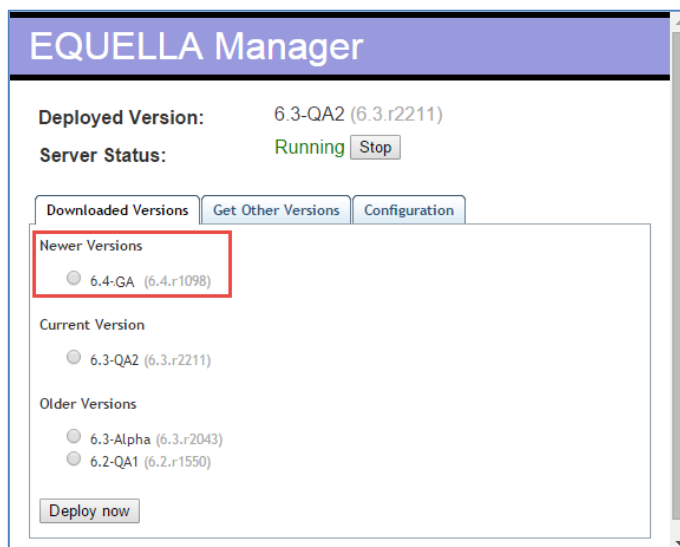 EQUELLA Manager
Deployed Version: 6.3-QA2 (6.3.r2211)
Server Status: Running Stop
Downloaded Versions Get Other Versions Configuration
Newer Versions
6.4-GA (6.4.r1098)
Current Version
6.3-QA2 (6.3.r2211)
Older Versions
6.3-Alpha (6.3.r2043)
6.2-QA1 (6.2.r1550)
Deploy now